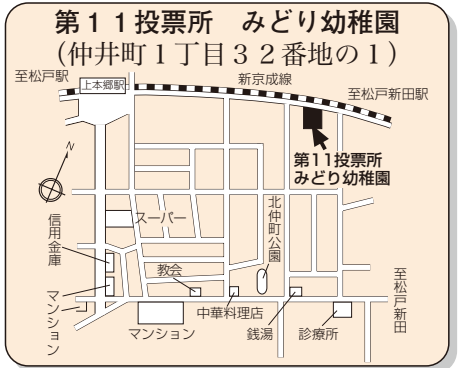 第１１投票所　みどり幼稚園
(仲井町１丁目３２番地の１)
至松戸駅
上本郷駅
新京成線
至松戸新田駅
第11投票所
みどり幼稚園
N
スーパー
北仲町公園
信用金庫
教会
至松戸新田
マンション
中華料理店
マンション
銭湯
診療所